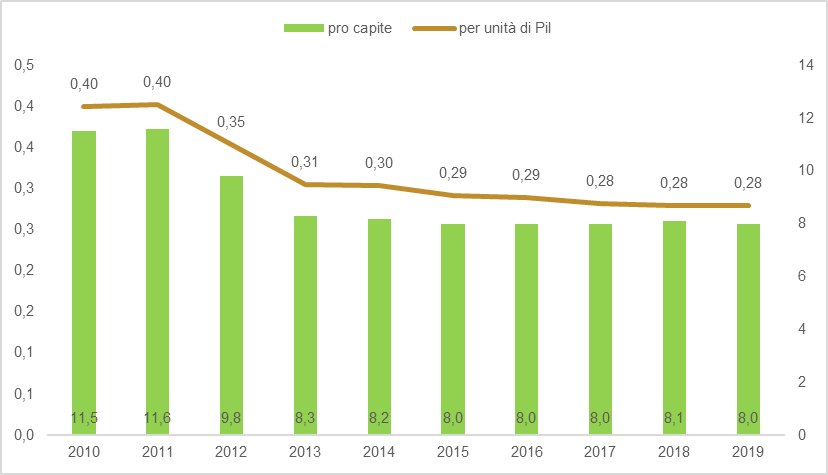 pro capite per unità di Pil
0,5 14
0,40 0,40
0,4 12
0,35
0,4 0,31 0,30 0,29 0,29 0,28 0,28 0,28 10
0,3
0,3 8
0,2 6
0,2
0,1 4
0,1 2
11,5 11,6 9,8 8,3 8,2 8,0 8,0 8,0 8,1 8,0
0,0 0
2010 2011 2012 2013 2014 2015 2016 2017 2018 2019